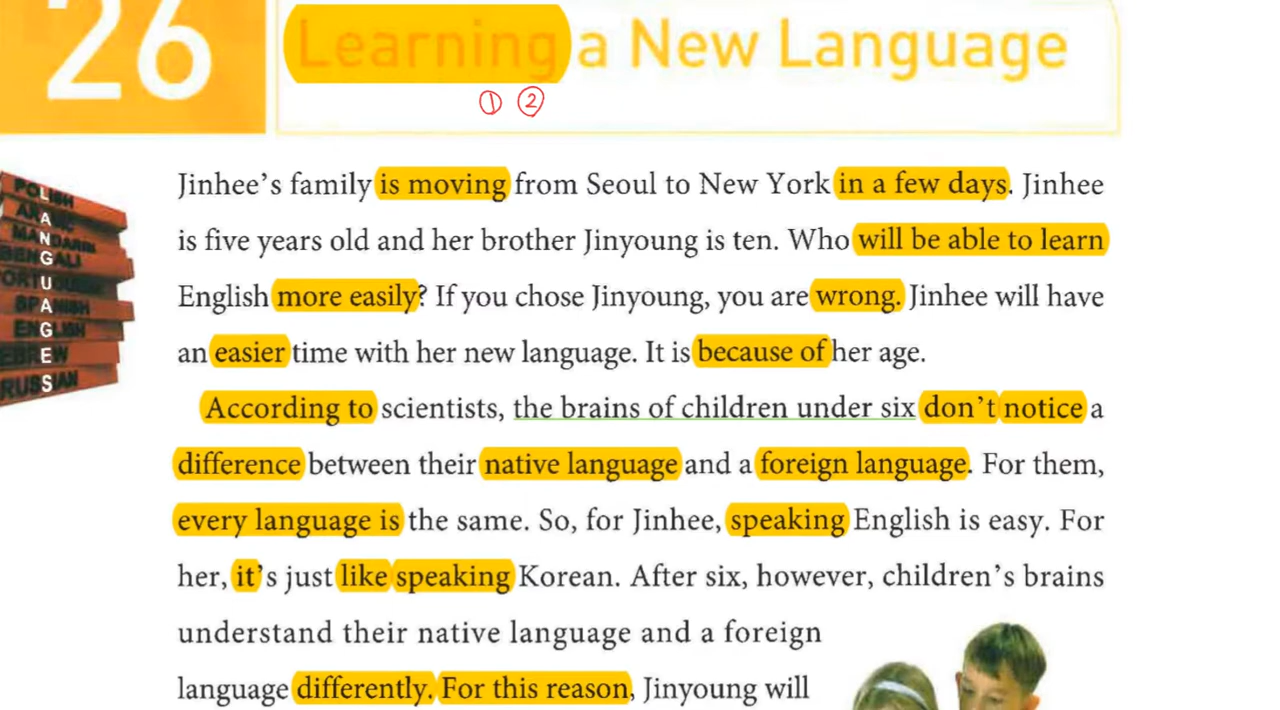 26
Learning a New Language
① ②
Jinhee's family is moving from Seoul to New York in a few days. Jinhee
is five years old and her brother Jinyoung is ten. Who will be able to learn
English more easily? If you chose Jinyoung, you are wrong. Jinhee will have
an easier time with her new language. It is because of her age.
According to scientists, the brains of children under six don't notice a
difference between their native language and a foreign language. For them,
every language is the same. So, for Jinhee, speaking English is easy. For
her, it's just like speaking Korean. After six, however, children's brains
understand their native language and a foreign
language differently. For this reason, Jinyoung will
POLISH
MANDARIN
BENGALI
SPANISH
ENGLISH
RUSSIAN
LANGUAGES